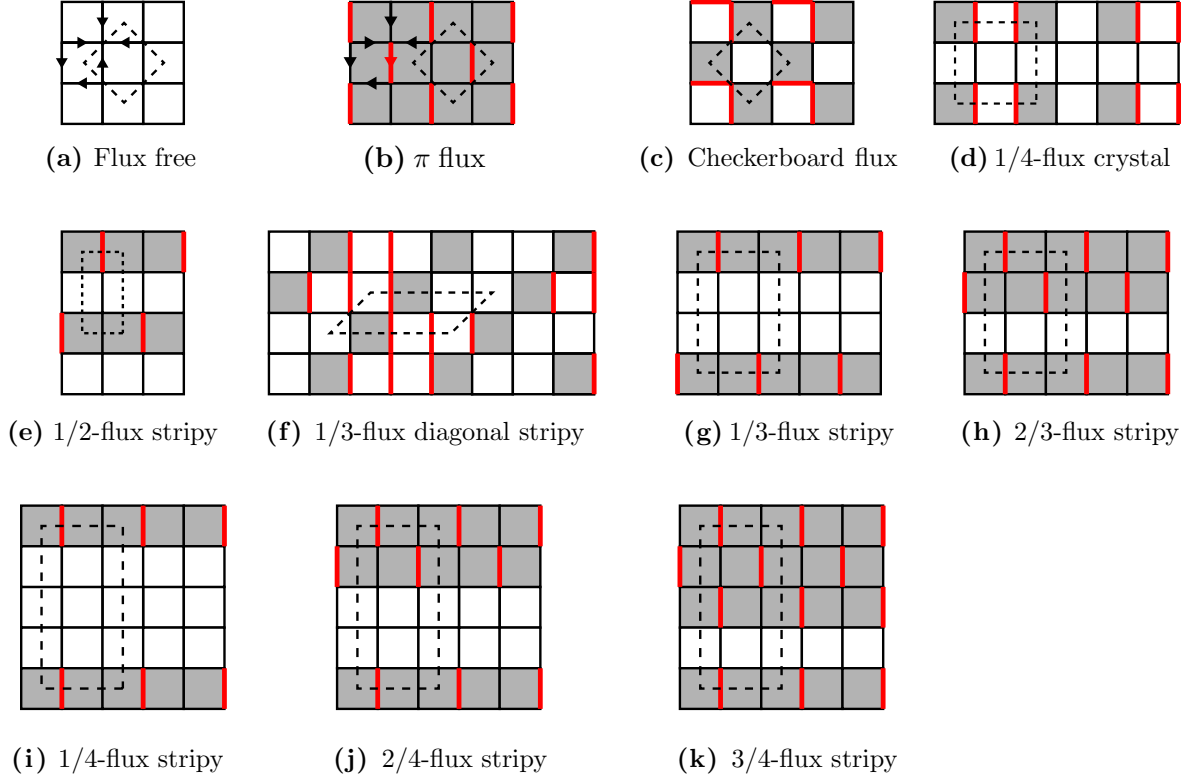 (a) Flux free
(b) π flux
(c) Checkerboard flux
(d) 1/4-flux crystal
(e) 1/2-flux stripy
(f) 1/3-flux diagonal stripy
(g) 1/3-flux stripy
(h) 2/3-flux stripy
(i) 1/4-flux stripy
(j) 2/4-flux stripy
(k) 3/4-flux stripy